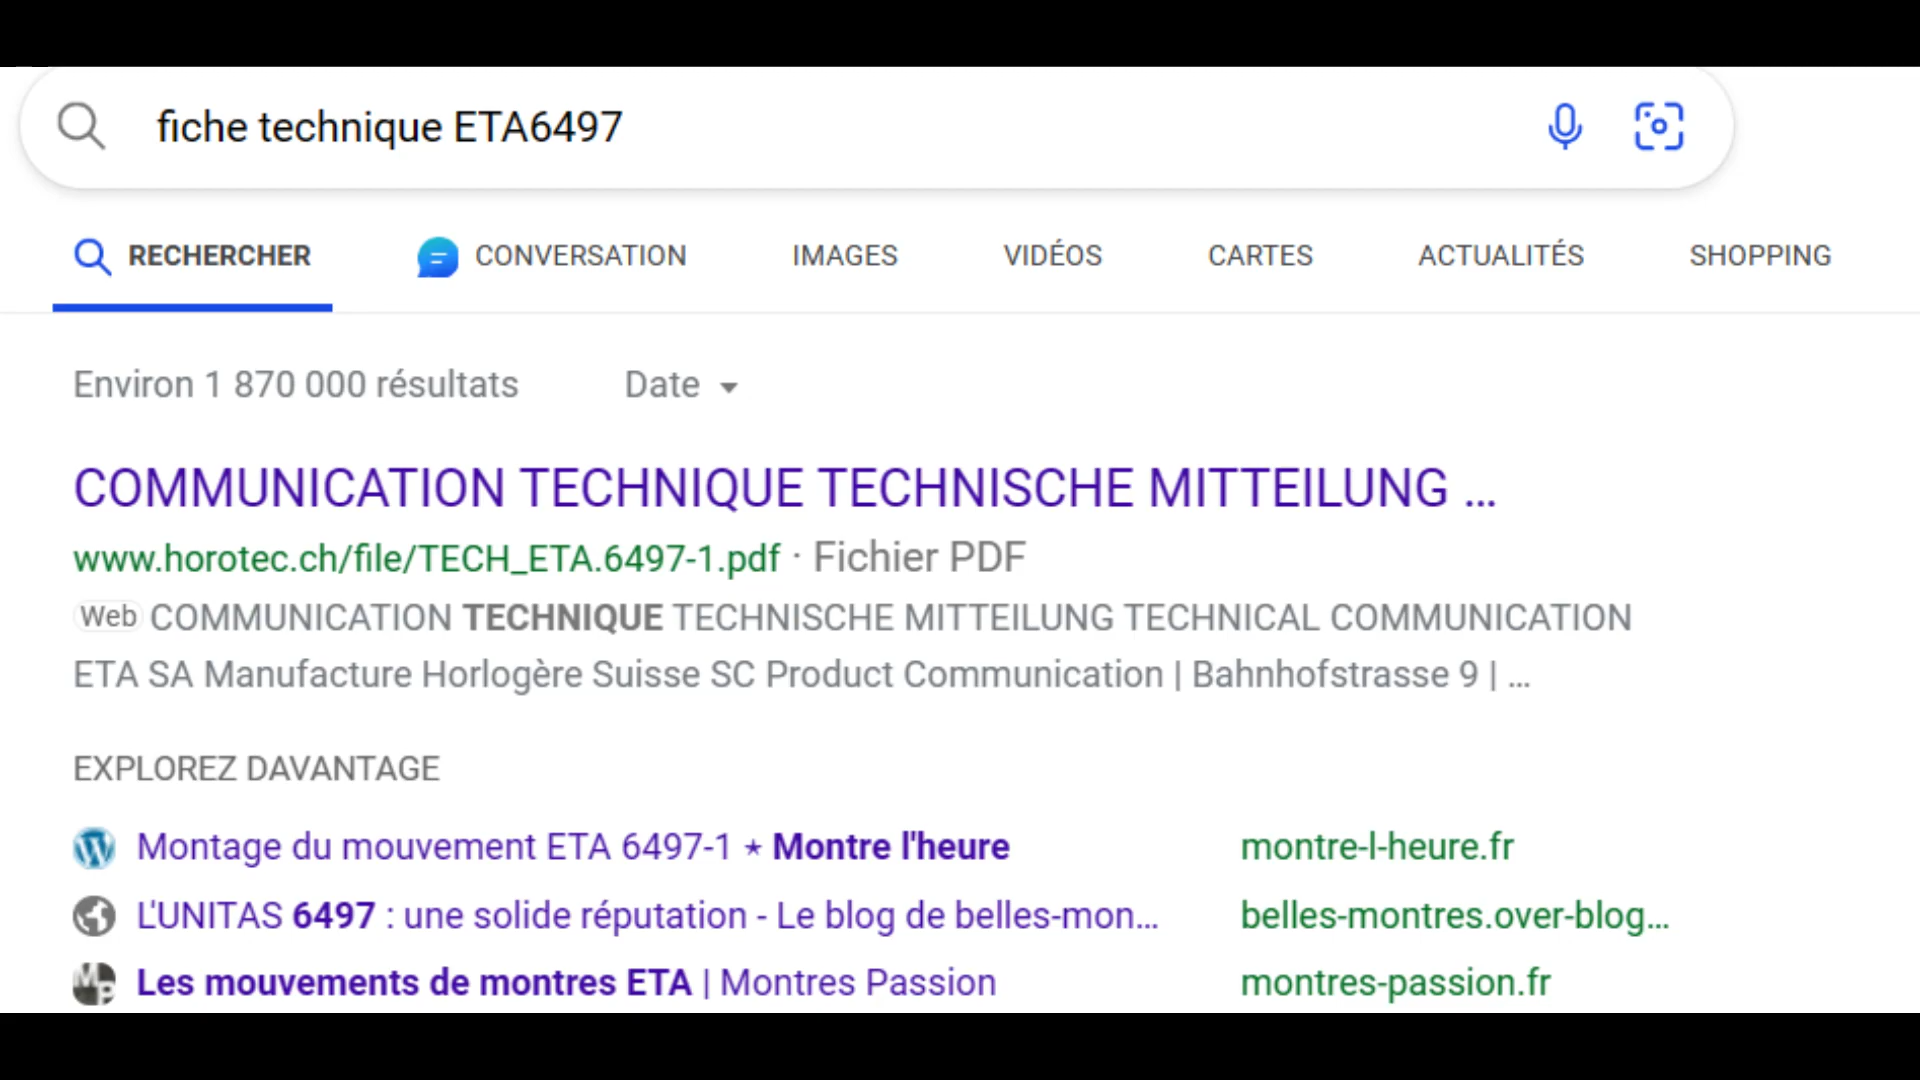 fiche technique ETA6497
RECHERCHER CONVERSATION IMAGES VIDÉOS CARTES ACTUALITÉS SHOPPING
Environ 1 870 000 résultats Date
COMMUNICATION TECHNIQUE TECHNISCHE MITTEILUNG ...
www.horotec.ch/file/TECH_ETA.6497-1.pdf · Fichier PDF
Web COMMUNICATION TECHNIQUE TECHNISCHE MITTEILUNG TECHNICAL COMMUNICATION
ETA SA Manufacture Horlogère Suisse SC Product Communication | Bahnhofstrasse 9 | ...
EXPLOREZ DAVANTAGE
Montage du mouvement ETA 6497-1 ⋆ Montre l'heure montre-l-heure.fr
L'UNITAS 6497 : une solide réputation - Le blog de belles-mon... belles-montres.over-blog...
Les mouvements de montres ETA | Montres Passion montres-passion.fr